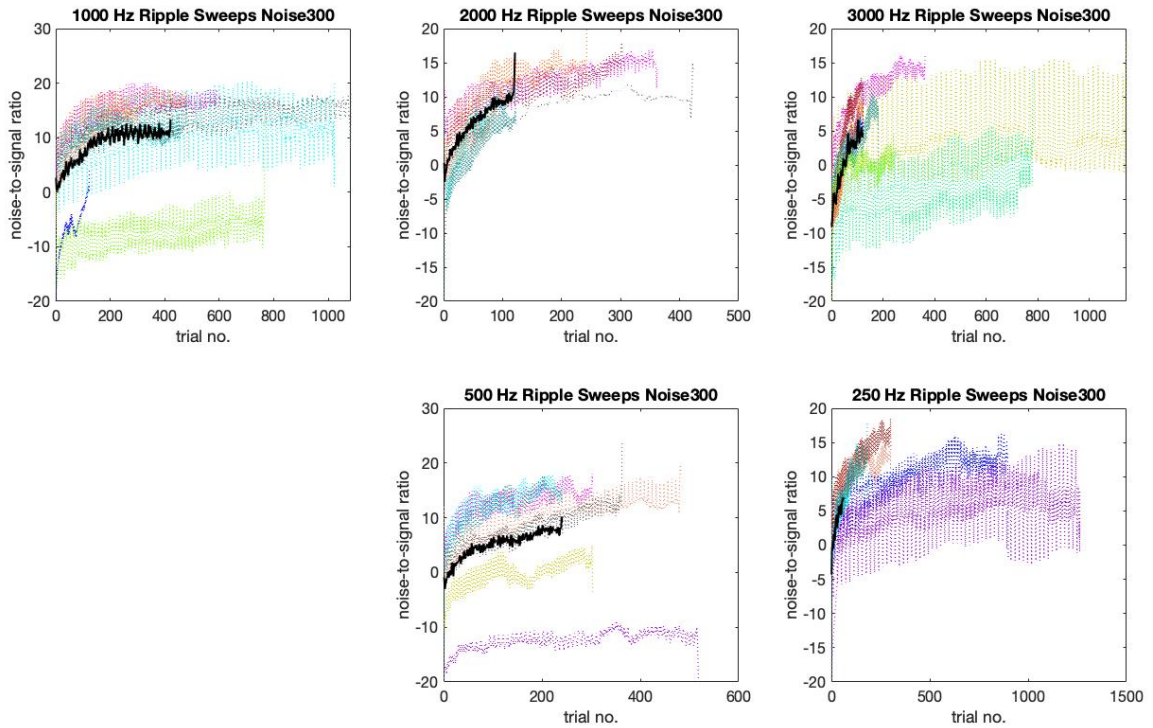 1000 Hz Ripple Sweeps Noise300
30
20
10
0
-10
-20
noise-to-signal ratio
0 200 400 600 800 1000
trial no.
2000 Hz Ripple Sweeps Noise300
20
15
10
5
0
-5
-10
-15
-20
noise-to-signal ratio
0 100 200 300 400 500
trial no.
3000 Hz Ripple Sweeps Noise300
20
15
10
5
0
-5
-10
-15
-20
noise-to-signal ratio
0 200 400 600 800 1000
trial no.
500 Hz Ripple Sweeps Noise300
30
20
10
0
-10
-20
noise-to-signal ratio
0 200 400 600
trial no.
250 Hz Ripple Sweeps Noise300
20
15
10
5
0
-5
-10
-15
-20
noise-to-signal ratio
0 500 1000 1500
trial no.